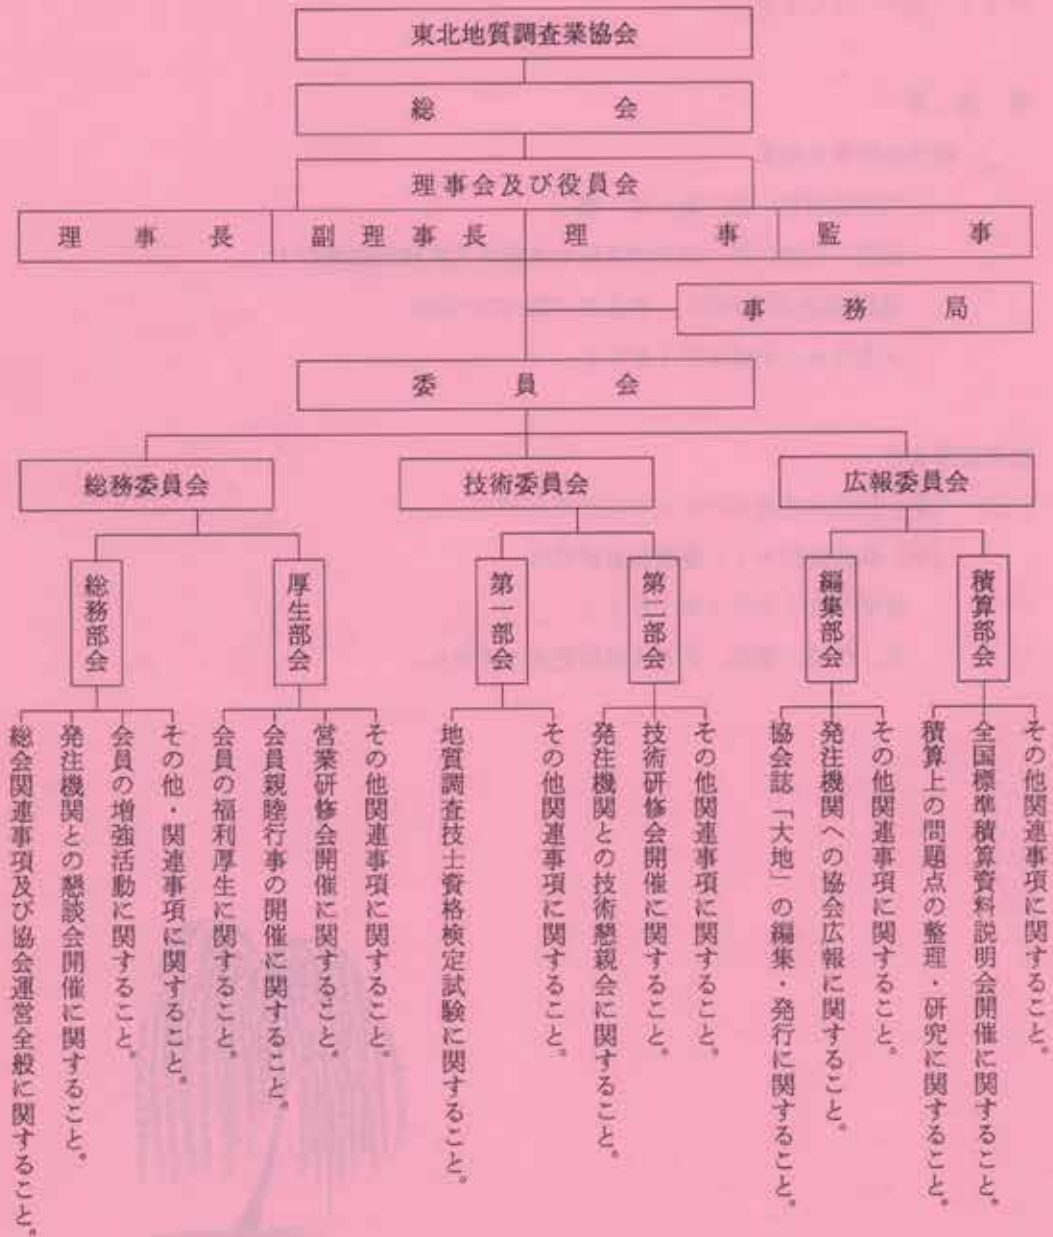 組織図
東北地質調査業協会
総会
理事会及び役員会
理事長
副理事長
理事
監事
事務局
委員会
総務委員会
技術委員会
広報委員会
総務部会
厚生部会
第一部会
第二部会
編集部会
積算部会
総会関連事項及び協会運営全般に関すること。
発注機関との懇談会開催に関すること。
会員の増強活動に関すること。
その他・関連事項に関すること。
会員の福利厚生に関すること。
会員親睦行事の開催に関すること。
営業研修会開催に関すること。
その他関連事項に関すること。
地質調査技士資格検定試験に関すること。
その他関連事項に関すること。
発注機関との技術懇親会に関すること。
技術研修会開催に関すること。
その他関連事項に関すること。
協会誌「大地」の編集・発行に関すること。
発注機関への協会広報に関すること。
その他関連事項に関すること。
積算上の問題点の整理・研究に関すること。
全国標準積算資料説明会開催に関すること。
その他関連事項に関すること。